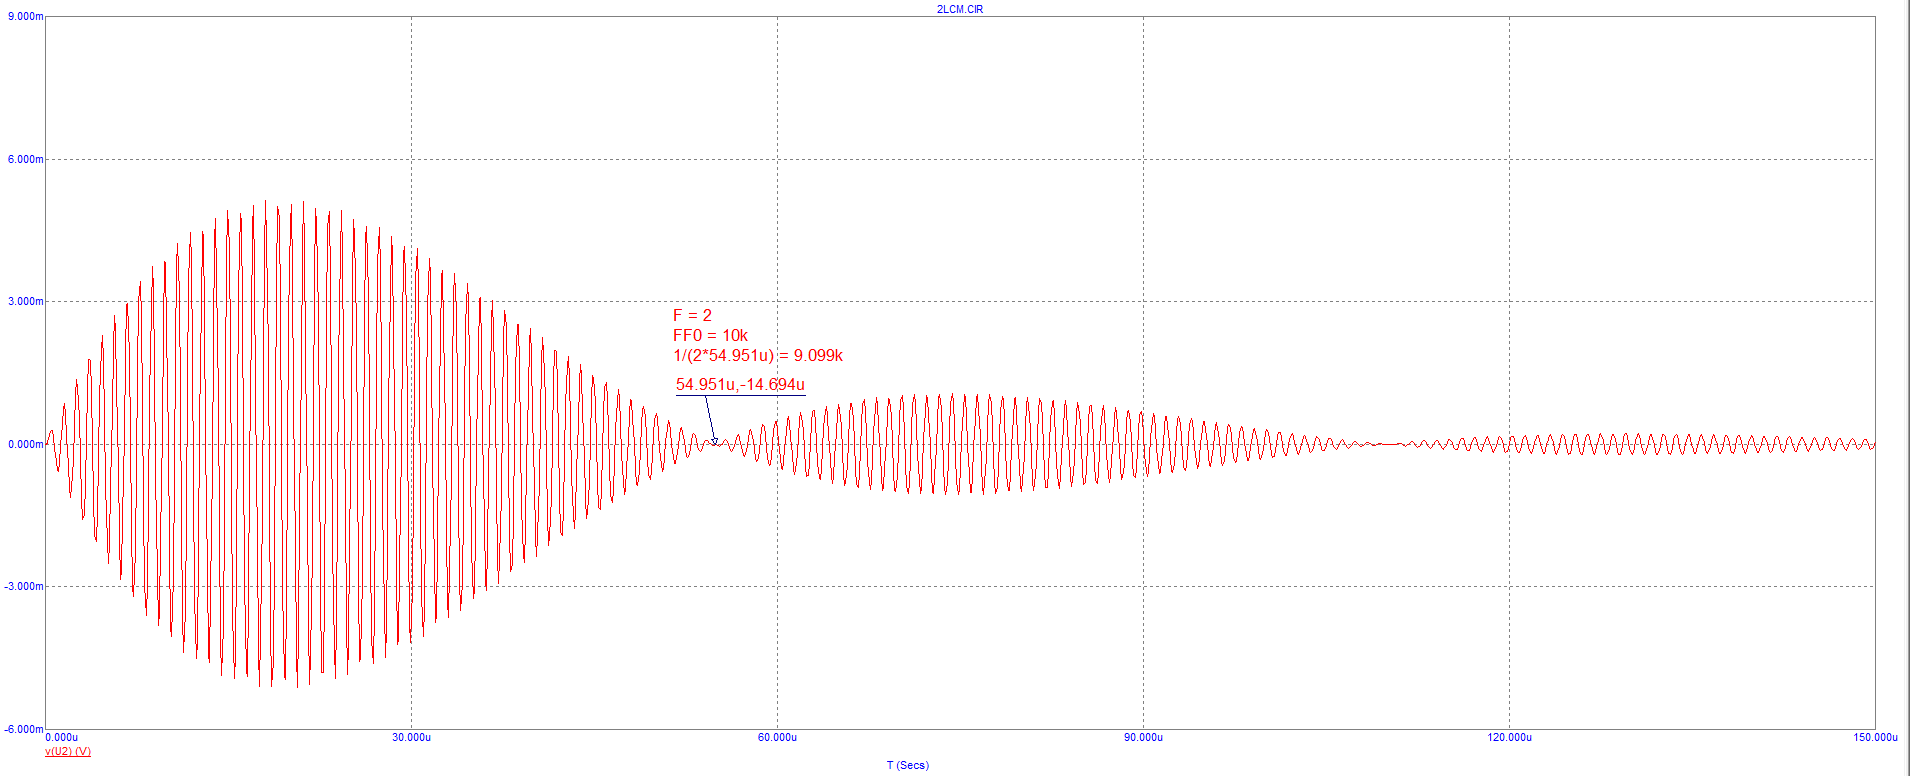 2LCM.CIR
9.000m
6.000m
3.000m
F = 2
FF0 = 10k
1/(2*54.951u) = 9.099k
54.951u,-14.694u
0.000m
-3.000m
-6.000m
0.000u 30.000u 60.000u 90.000u 120.000u 150.000u
v(U2) (V)
T (Secs)